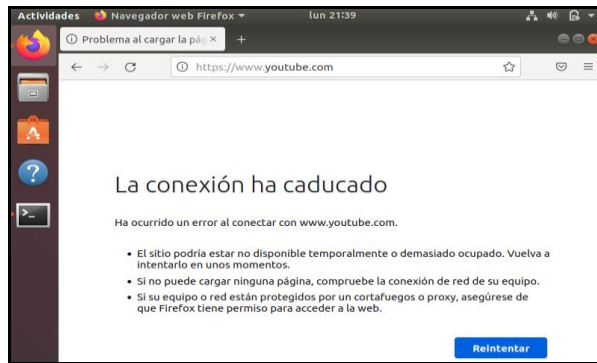 Actividades Navegador web Firefox lun 21:39
Problema al cargar la pág
https://www.youtube.com
La conexión ha caducado
Ha ocurrido un error al conectar con www.youtube.com.
El sitio podría estar no disponible temporalmente o demasiado ocupado. Vuelva a
intentarlo en unos momentos.
Si no puede cargar ninguna página, compruebe la conexión de red de su equipo.
Si su equipo o red están protegidos por un cortafuegos o proxy, asegúrese de
que Firefox tiene permiso para acceder a la web.
Reintentar